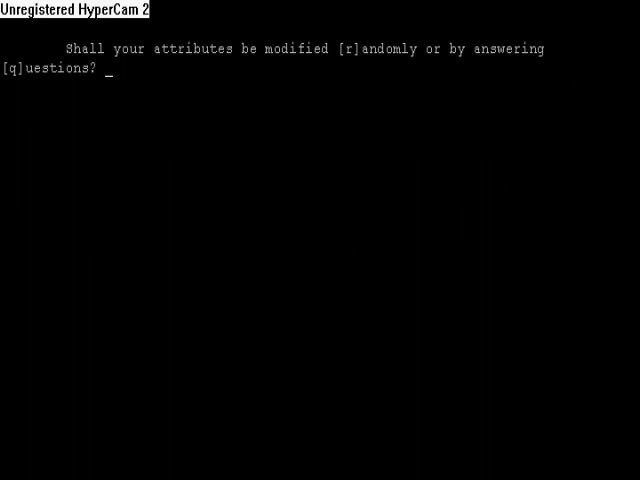 Unregistered HyperCam 2
Shall your attributes be modified [r]andomly or by answering
[q]uestions? _